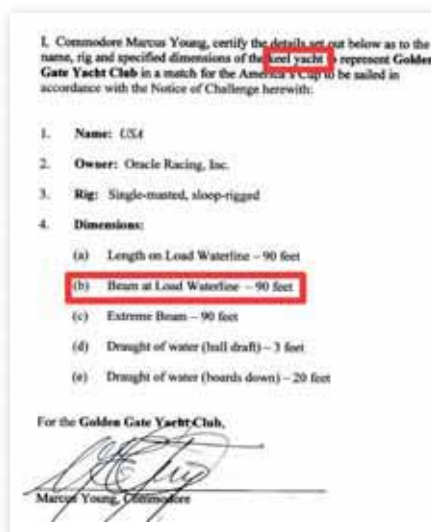 I, Commodore Marcus Young, certify the details set out below as to the
name, rig and specified dimensions of the keel yacht to represent Golden
Gate Yacht Club in a match for the America's Cup to be sailed in
accordance with the Notice of Challenge herewith:
1. Name: USA
2. Owner: Oracle Racing, Inc.
3. Rig: Single-masted, sloop-rigged
4. Dimensions:
(a) Length on Load Waterline – 90 feet
(b) Beam at Load Waterline – 90 feet
(c) Extreme Beam – 90 feet
(d) Draught of water (hull draft) – 3 feet
(e) Draught of water (boards down) – 20 feet
For the Golden Gate Yacht Club,
Marcus Young, Commodore